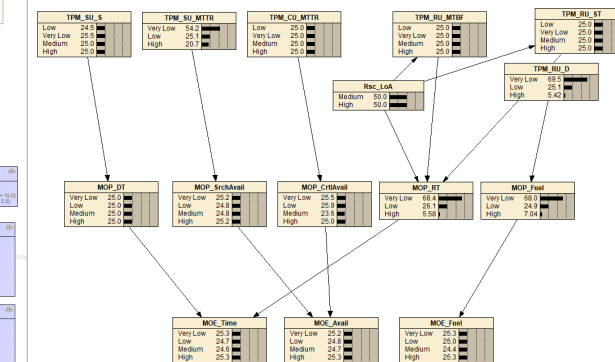 TPM_SU_S
Low 24.5
Very Low 25.5
Medium 25.0
High 25.0
TPM_SU_MTTR
Very Low 54.2
Low 25.1
High 20.7
TPM_CU_MTTR
Low 25.0
Very Low 25.0
Medium 25.0
High 25.0
TPM_RU_MTBF
Low 25.0
Very Low 25.0
Medium 25.0
High 25.0
TPM_RU_ST
Low 25.0
Very Low 25.0
Medium 25.0
High 25.0
TPM_RU_D
Very Low 69.5
Low 25.1
High 5.42
Rsc_LoA
Medium 50.0
High 50.0
MOP_DT
Very Low 25.0
Low 25.0
Medium 25.0
High 25.0
MOP_SrchAvail
Very Low 25.2
Low 24.8
Medium 24.8
High 25.2
MOP_CrtlAvail
Very Low 25.5
Low 25.9
Medium 23.6
High 25.0
MOP_RT
Very Low 68.4
Low 26.1
High 5.58
MOP_Fuel
Very Low 68.0
Low 24.9
High 7.04
MOE_Time
Very Low 25.3
Low 24.7
Medium 24.6
High 25.3
MOE_Avail
Very Low 25.2
Low 24.8
Medium 24.7
High 25.3
MOE_Fuel
Very Low 25.3
Low 25.0
Medium 24.4
High 25.3